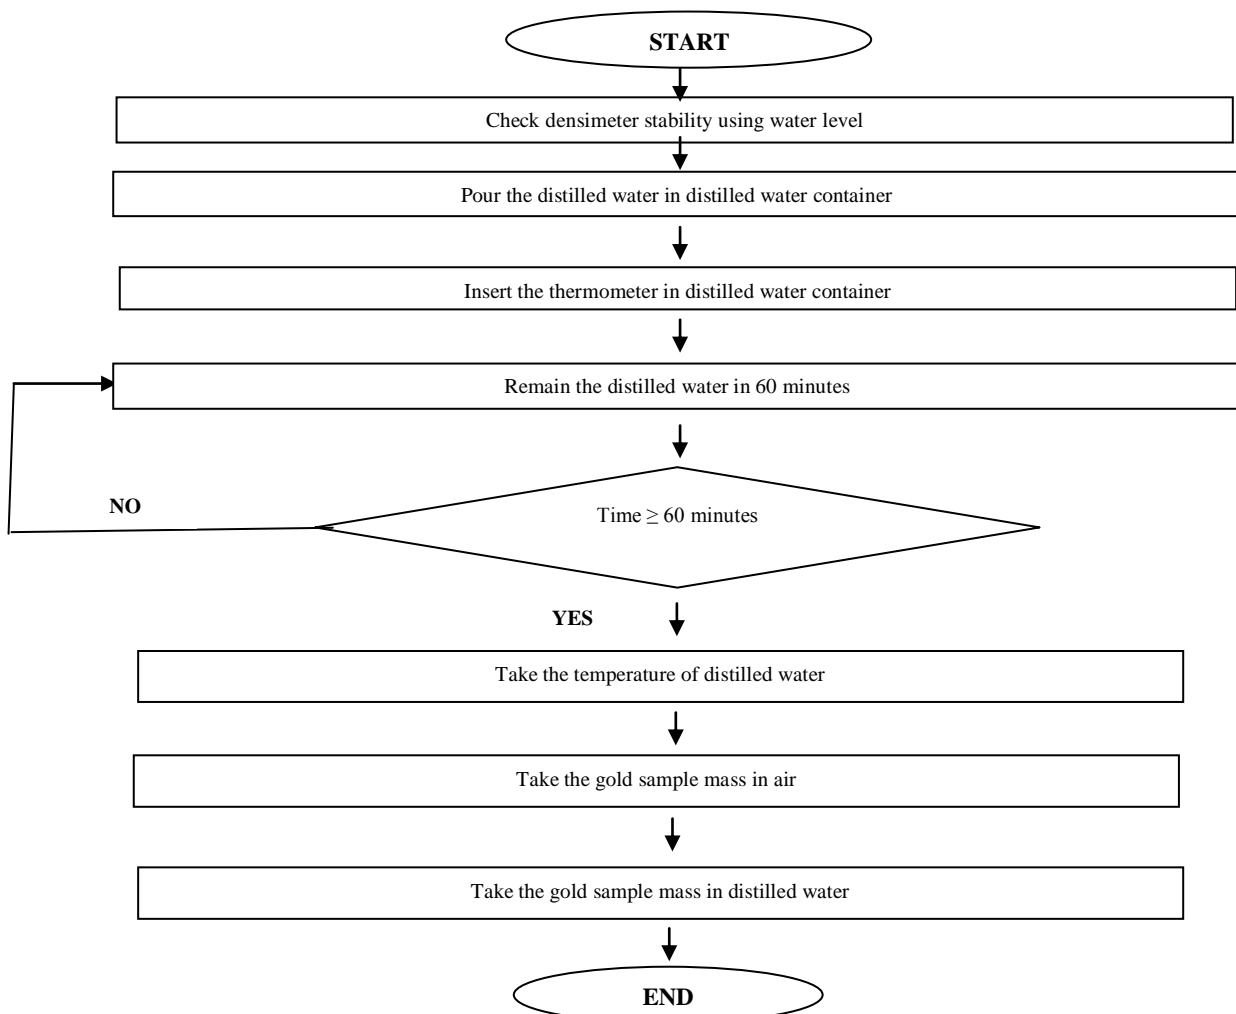 START
Check densimeter stability using water level
Pour the distilled water in distilled water container
Insert the thermometer in distilled water container
Remain the distilled water in 60 minutes
NO
Time ≥ 60 minutes
YES
Take the temperature of distilled water
Take the gold sample mass in air
Take the gold sample mass in distilled water
END